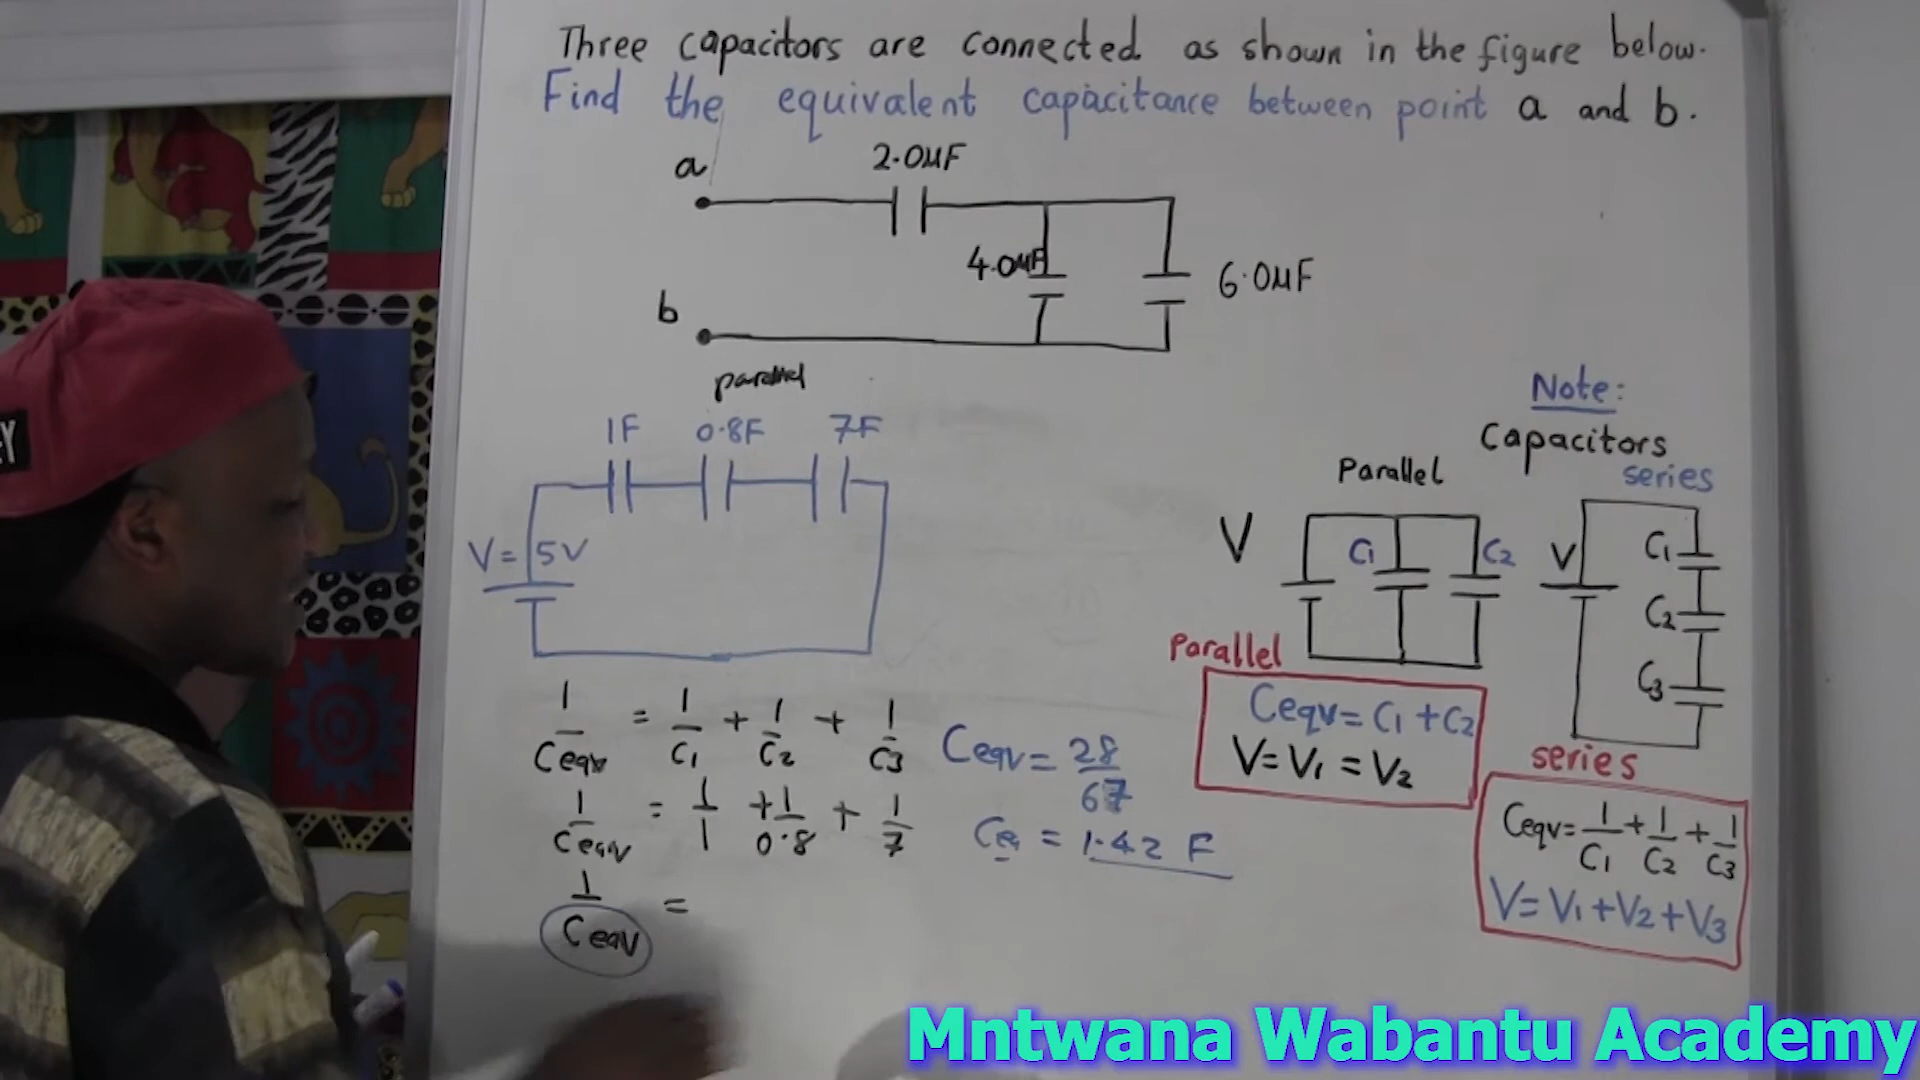 Three capacitors are connected as shown in the figure below.
Find the equivalent capacitance between point a and b.
a
2.0μF
4.0μF
6.0μF
b
parallel
1F 0.8F 7F
V = 5V
1/Ceqv = 1/C1 + 1/C2 + 1/C3
1/Ceqv = 1/1 + 1/0.8 + 1/7
1/Ceqv =
Ceqv = 28/67
Ceq = 1.42 F
Note:
Capacitors
Parallel
series
V
C1 C2
V
C1
C2
C3
Parallel
Ceqv = C1 + C2
V = V1 = V2
series
Ceqv = 1/C1 + 1/C2 + 1/C3
V = V1 + V2 + V3
Mntwana Wabantu Academy